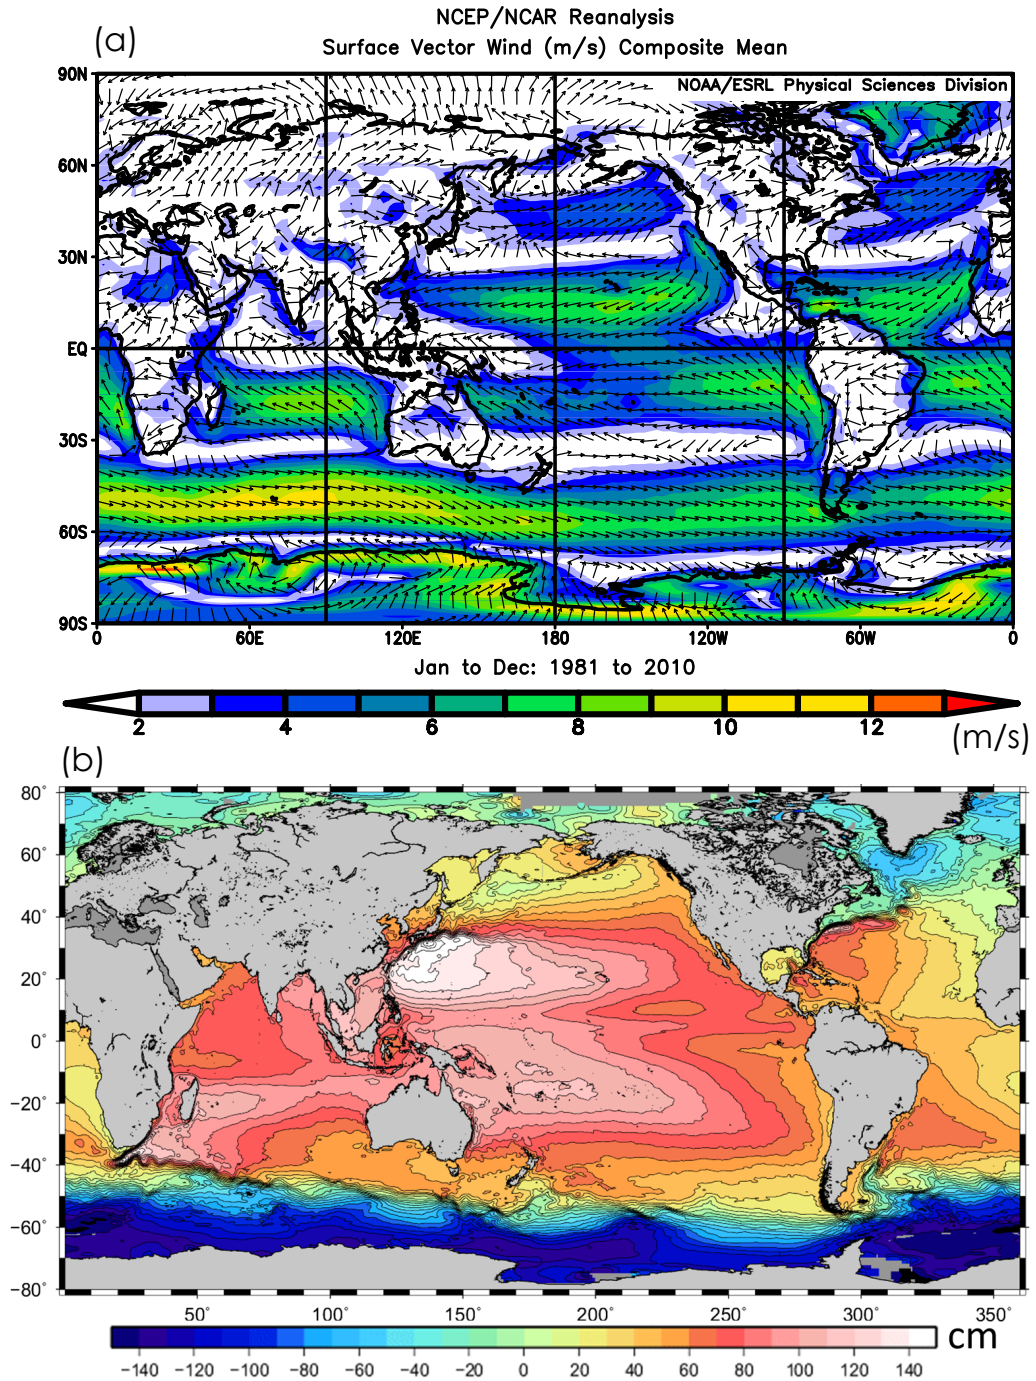 NCEP/NCAR Reanalysis
(a)
Surface Vector Wind (m/s) Composite Mean
NOAA/ESRL Physical Sciences Division
90N
60N
30N
EQ
30S
60S
90S
0 60E 120E 180 120W 60W 0
Jan to Dec: 1981 to 2010
2 4 6 8 10 12
(m/s)
(b)
80°
60°
40°
20°
0°
−20°
−40°
−60°
−80°
50° 100° 150° 200° 250° 300° 350°
cm
−140 −120 −100 −80 −60 −40 −20 0 20 40 60 80 100 120 140